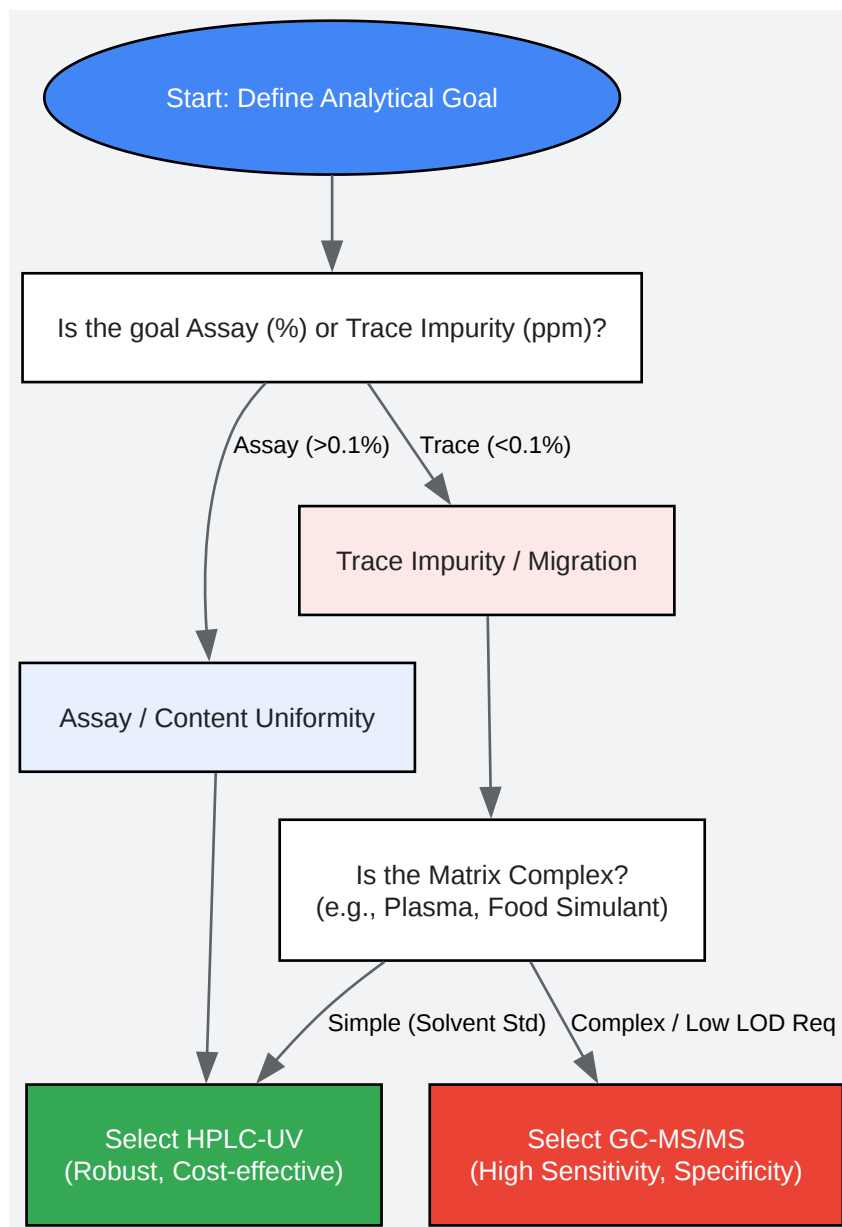 Start: Define Analytical Goal
Is the goal Assay (%) or Trace Impurity (ppm)?
Assay (>0.1%)
Trace (<0.1%)
Trace Impurity / Migration
Assay / Content Uniformity
Is the Matrix Complex?
(e.g., Plasma, Food Simulant)
Simple (Solvent Std)
Complex / Low LOD Req
Select HPLC-UV
(Robust, Cost-effective)
Select GC-MS/MS
(High Sensitivity, Specificity)